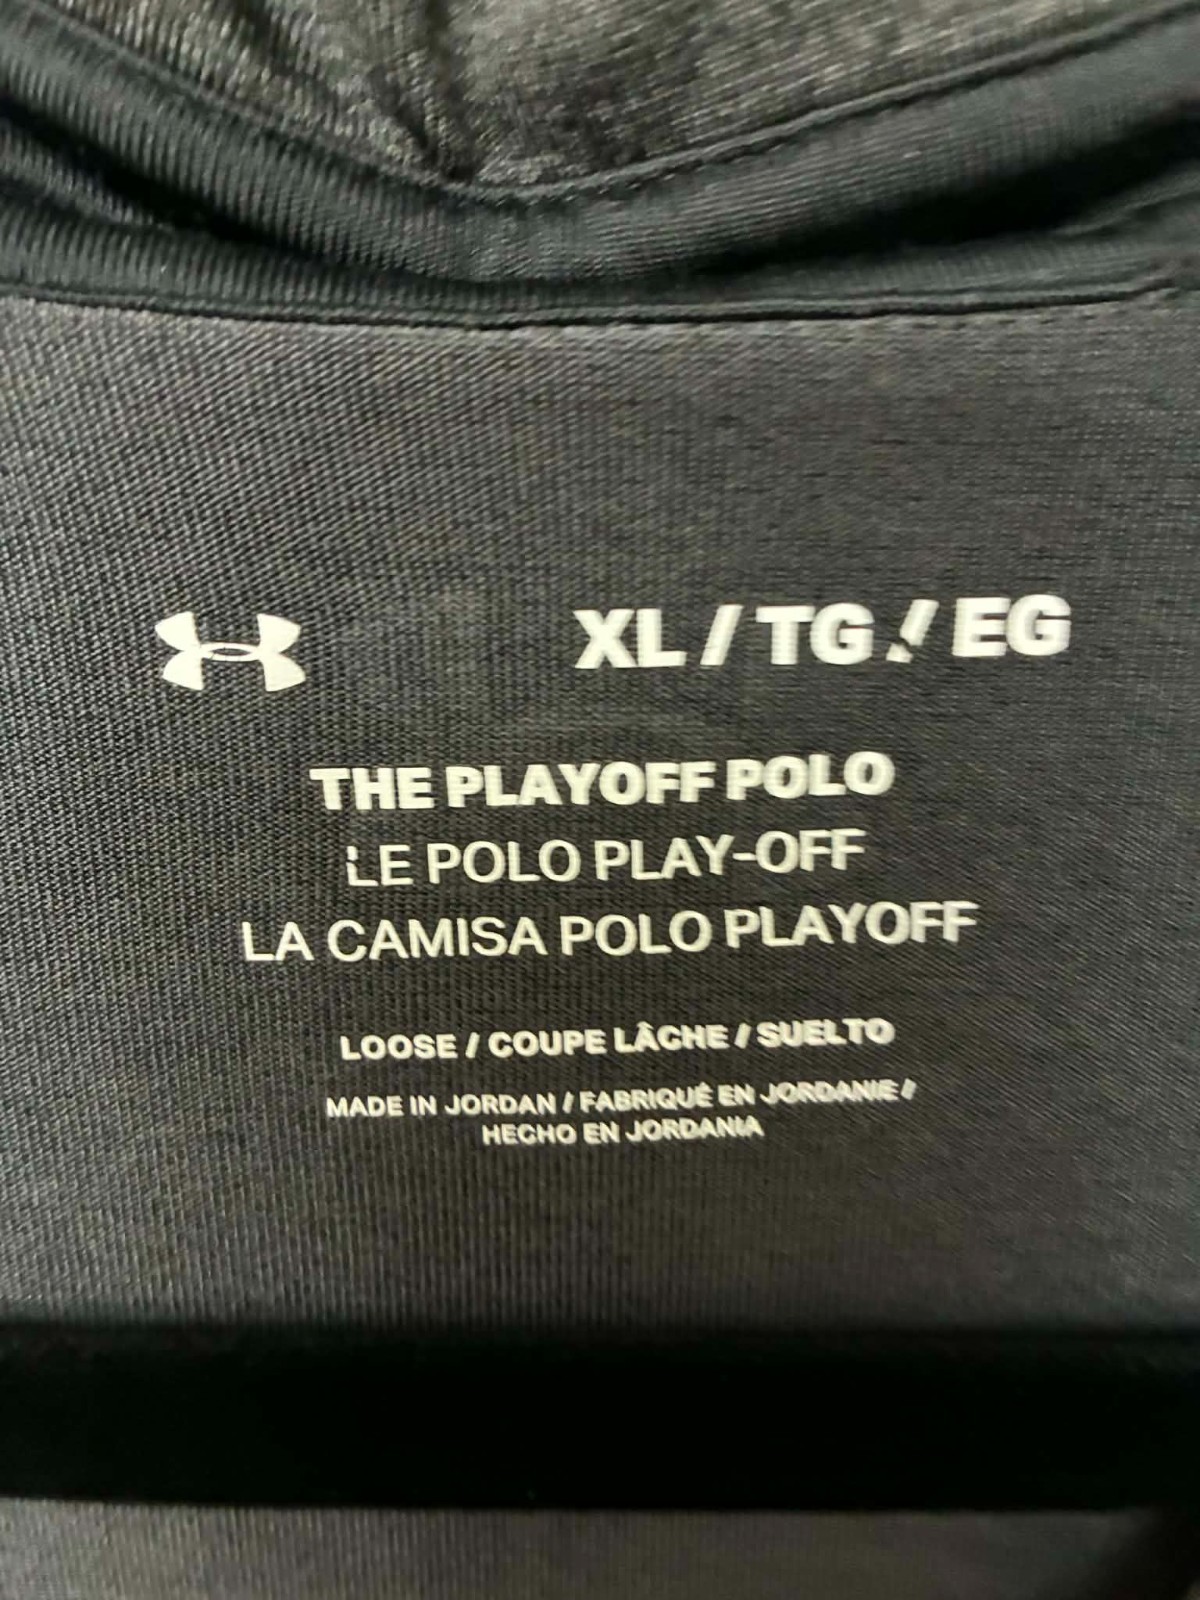 XL / TG / EG
THE PLAYOFF POLO
LE POLO PLAY-OFF
LA CAMISA POLO PLAYOFF
LOOSE / COUPE LÂCHE / SUELTO
MADE IN JORDAN / FABRIQUÉ EN JORDANIE /
HECHO EN JORDANIA